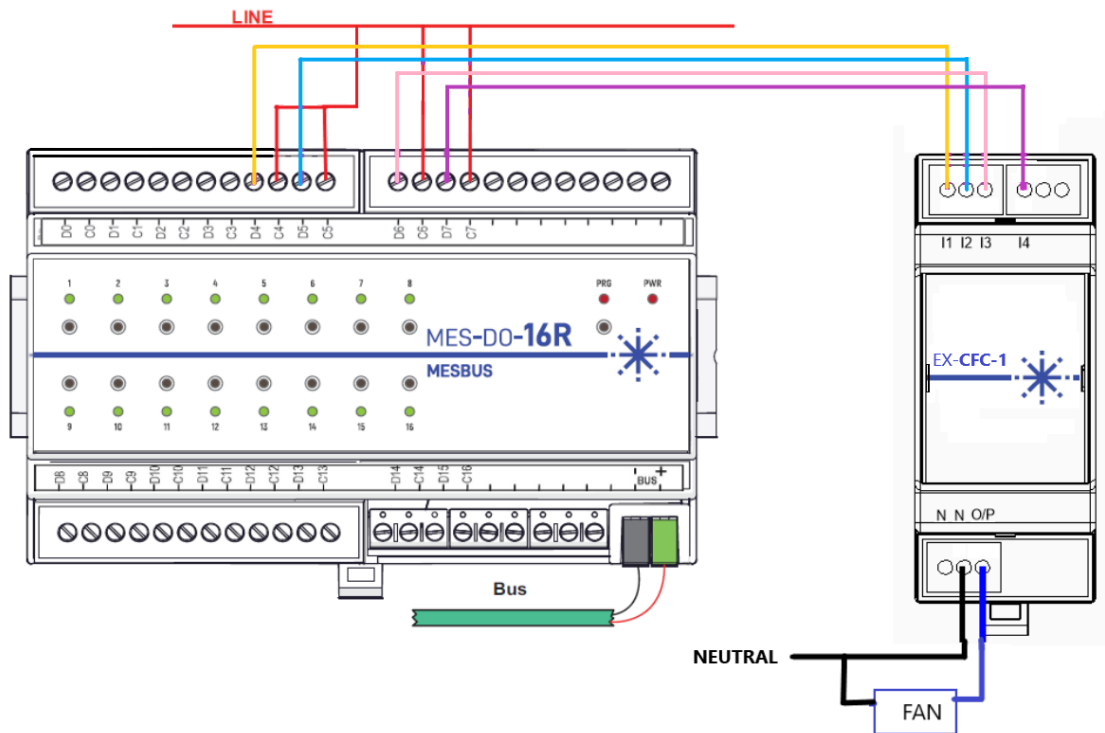 LINE
D0 C0 D1 C1 D2 C2 D3 C3 D4 C4 D5 C5 D6 C6 D7 C7
1 2 3 4 5 6 7 8 PRG PWR
MES-DO-16R
MESBUS
9 10 11 12 13 14 15 16
D8 C8 D9 C9 D10 C10 D11 C11 D12 C12 D13 C13 D14 C14 D15 C16
- +
BUS
Bus
I1 I2 I3 I4
EX-CFC-1
N N O/P
NEUTRAL
FAN